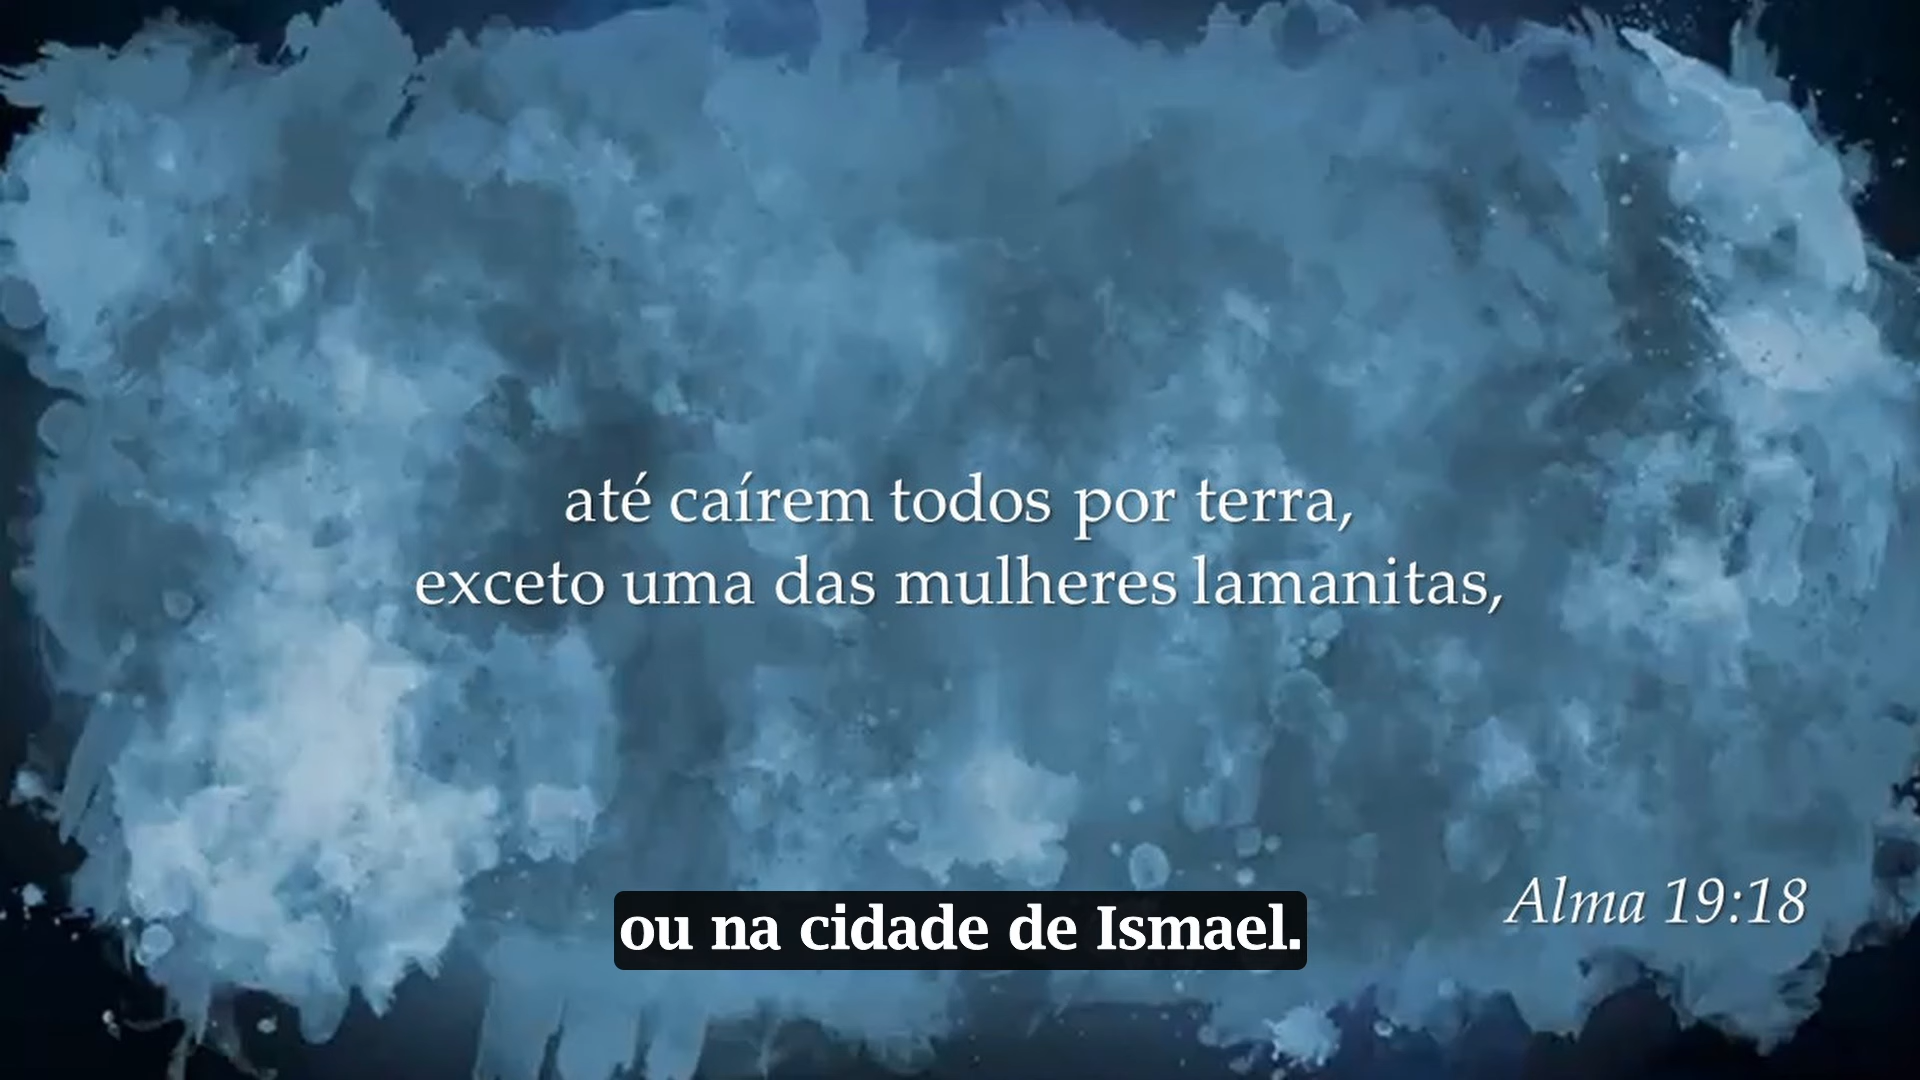 até caírem todos por terra,
exceto uma das mulheres lamanitas,
Alma 19:18
ou na cidade de Ismael.